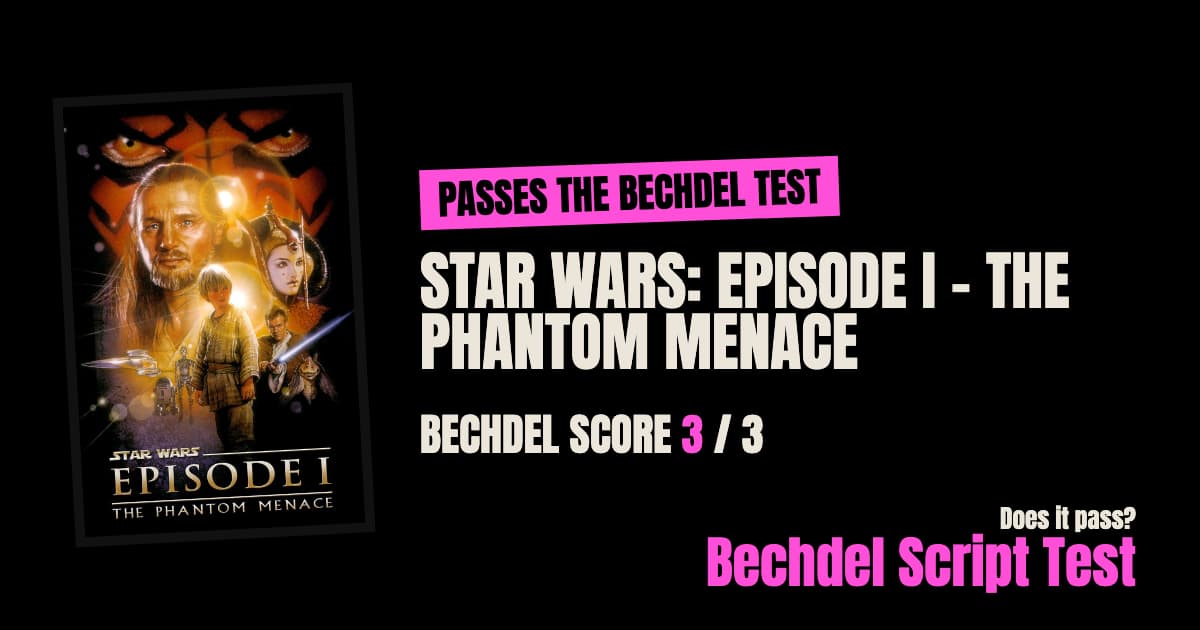 PASSES THE BECHDEL TEST
STAR WARS: EPISODE I - THE
PHANTOM MENACE
BECHDEL SCORE 3 / 3
STAR WARS
EPISODE I
THE PHANTOM MENACE
Does it pass?
Bechdel Script Test